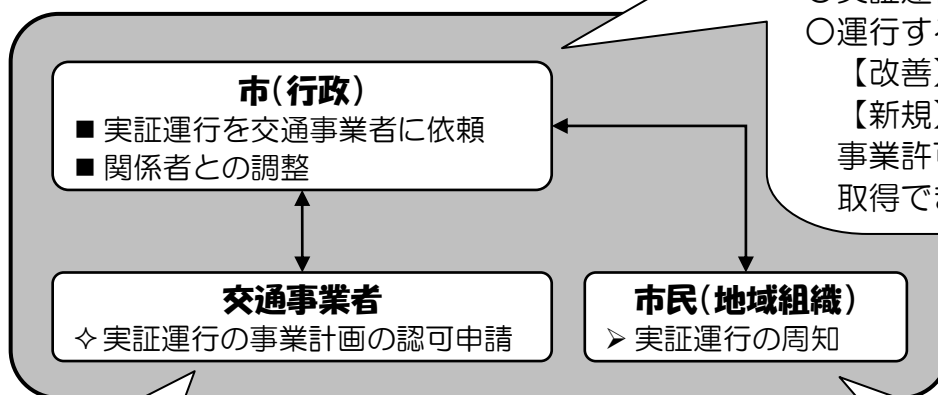 〇運行する
【改善】
【新規】
事業許可
取得で
市(行政)
■ 実証運行を交通事業者に依頼
■ 関係者との調整
交通事業者
✧実証運行の事業計画の認可申請
市民(地域組織)
➢ 実証運行の周知